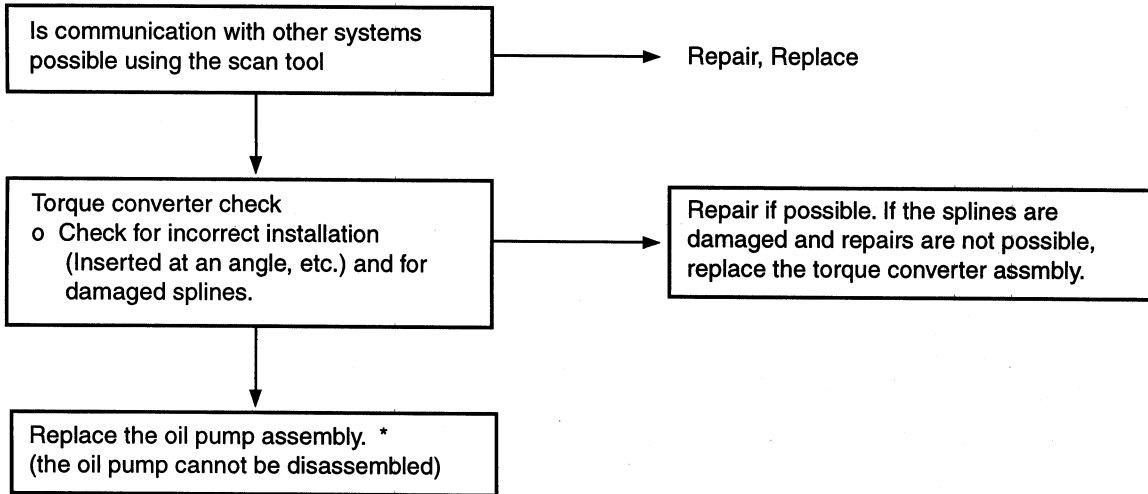 Is communication with other systems
possible using the scan tool
Repair, Replace
Torque converter check
o Check for incorrect installation
(Inserted at an angle, etc.) and for
damaged splines.
Repair if possible. If the splines are
damaged and repairs are not possible,
replace the torque converter assmbly.
Replace the oil pump assembly. *
(the oil pump cannot be disassembled)